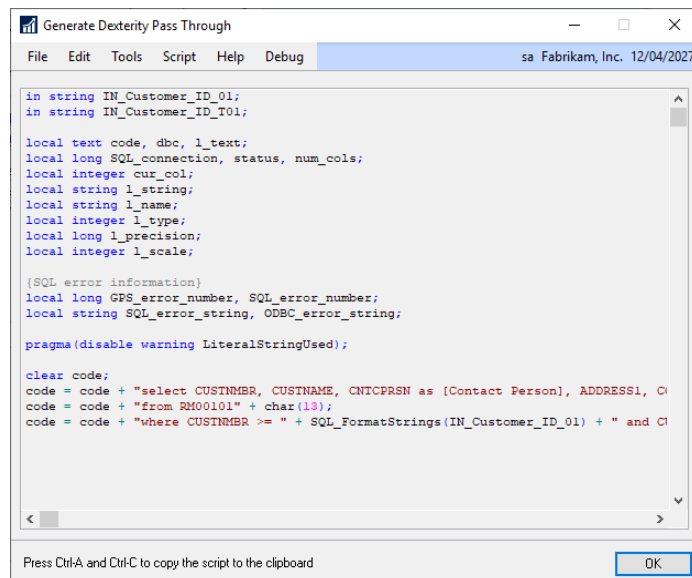 Generate Dexterity Pass Through
File Edit Tools Script Help Debug sa Fabrikam, Inc. 12/04/2027
in string IN_Customer_ID_01;
in string IN_Customer_ID_T01;
local text code, dbc, l_text;
local long SQL_connection, status, num_cols;
local integer cur_col;
local string l_string;
local string l_name;
local integer l_type;
local long l_precision;
local integer l_scale;
{SQL error information}
local long GPS_error_number, SQL_error_number;
local string SQL_error_string, ODBC_error_string;
pragma(disable warning LiteralStringUsed);
clear code;
code = code + "select CUSTNMBR, CUSTNAME, CNTCPRSN as [Contact Person], ADDRESS1,
code = code + "from RM00101" + char(13);
code = code + "where CUSTNMBR >= " + SQL_FormatStrings(IN_Customer_ID_01) + " and
Press Ctrl-A and Ctrl-C to copy the script to the clipboard
OK